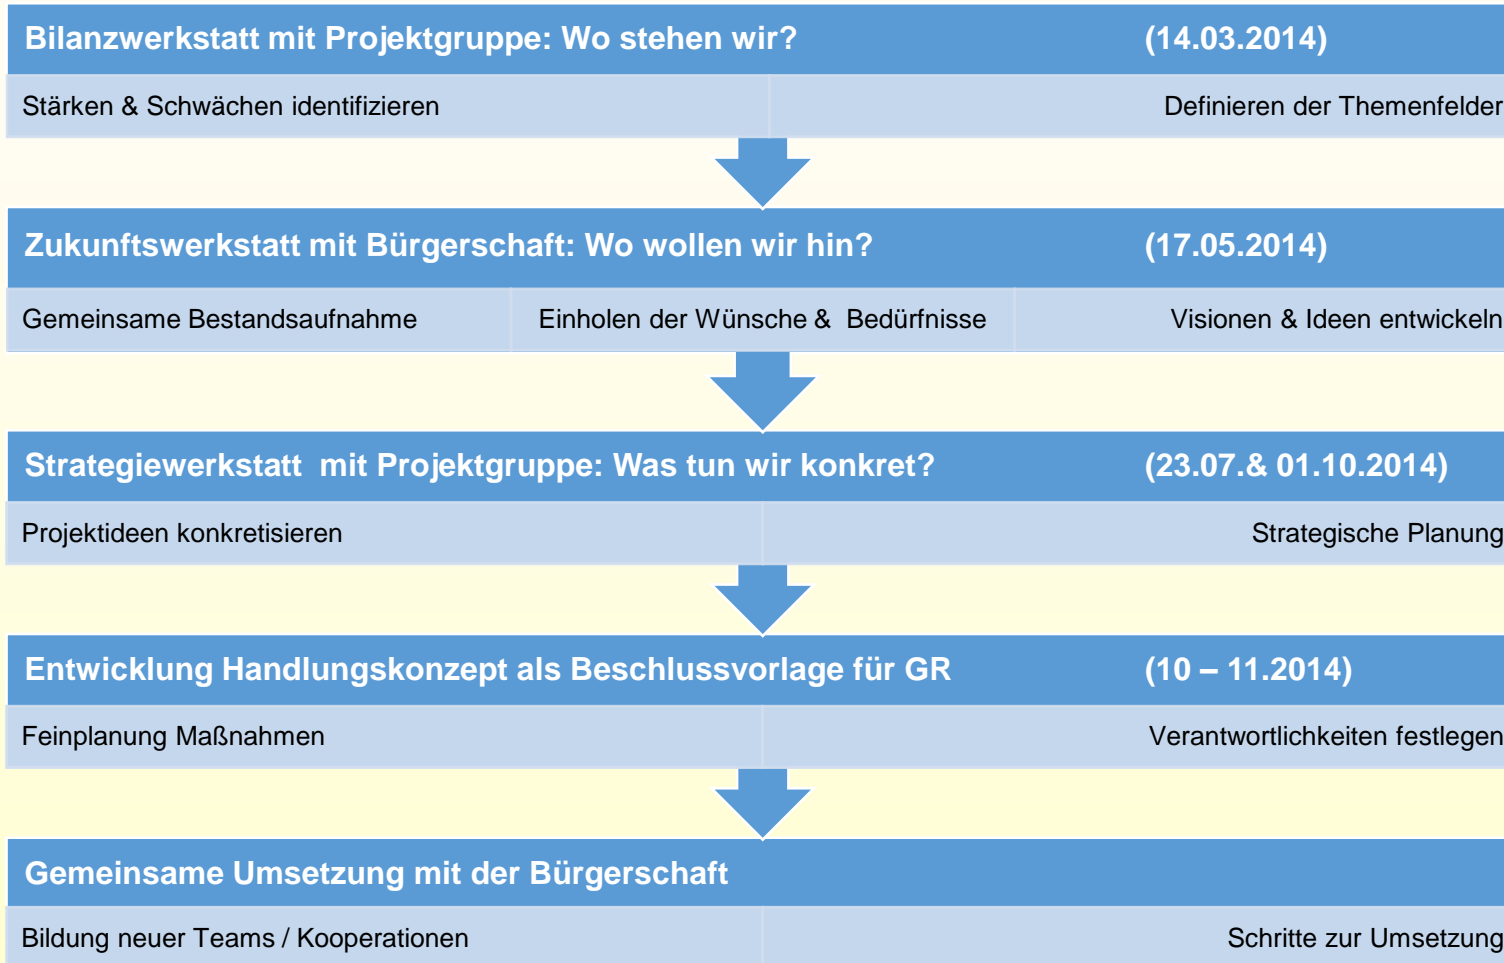 Bilanzwerkstatt mit Projektgruppe: Wo stehen wir? (14.03.2014)
Stärken & Schwächen identifizieren Definieren der Themenfelder
Zukunftswerkstatt mit Bürgerschaft: Wo wollen wir hin? (17.05.2014)
Gemeinsame Bestandsaufnahme Einholen der Wünsche & Bedürfnisse Visionen & Ideen entwickeln
Strategiewerkstatt mit Projektgruppe: Was tun wir konkret? (23.07.& 01.10.2014)
Projektideen konkretisieren Strategische Planung
Entwicklung Handlungskonzept als Beschlussvorlage für GR (10 – 11.2014)
Feinplanung Maßnahmen Verantwortlichkeiten festlegen
Gemeinsame Umsetzung mit der Bürgerschaft
Bildung neuer Teams / Kooperationen Schritte zur Umsetzung